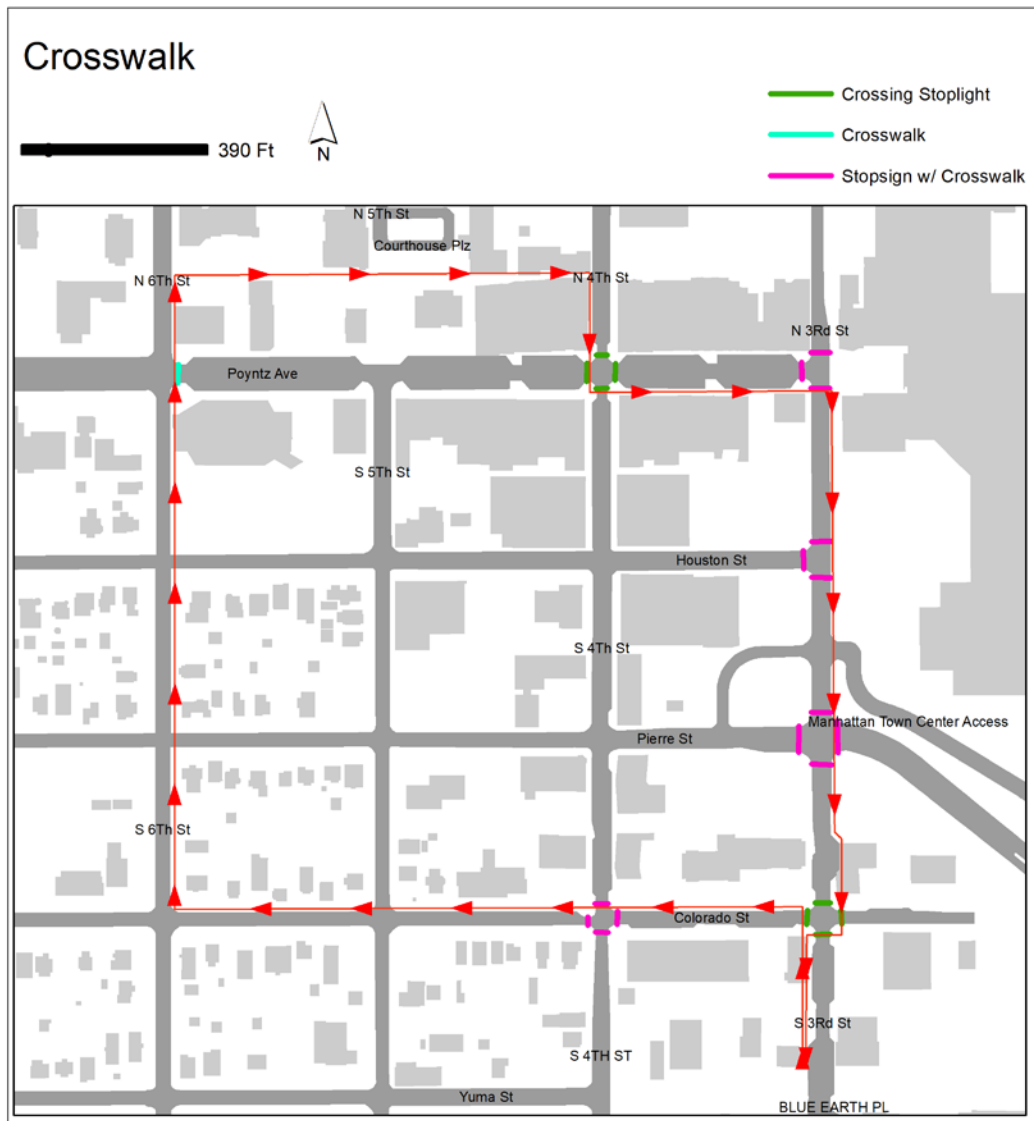 Crosswalk
390 Ft
N
Crossing Stoplight
Crosswalk
Stopsign w/ Crosswalk
N 5Th St
Courthouse Plz
N 6Th St
N 4Th St
N 3Rd St
Poyntz Ave
S 5Th St
Houston St
S 4Th St
Manhattan Town Center Access
Pierre St
S 6Th St
Colorado St
S 3Rd St
S 4TH ST
Yuma St
BLUE EARTH PL